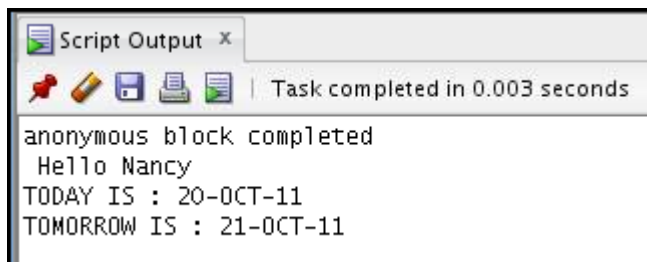 Script Output x
Task completed in 0.003 seconds
anonymous block completed
Hello Nancy
TODAY IS : 20-OCT-11
TOMORROW IS : 21-OCT-11